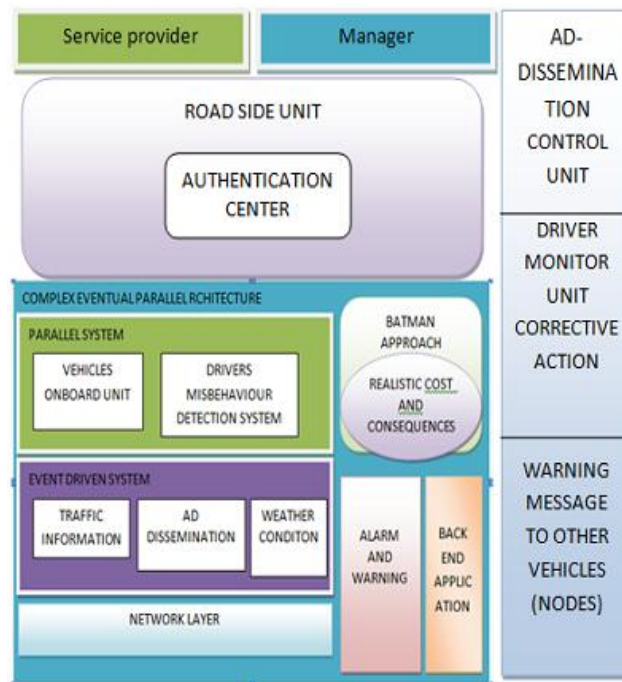 Service provider
Manager
ROAD SIDE UNIT
AUTHENTICATION
CENTER
COMPLEX EVENTUAL PARALLEL RCHITECTURE
PARALLEL SYSTEM
VEHICLES
ONBOARD UNIT
DRIVERS
MISBEHAVIOUR
DETECTION SYSTEM
EVENT DRIVEN SYSTEM
TRAFFIC
INFORMATION
AD
DISSEMINATION
WEATHER
CONDITON
NETWORK LAYER
BATMAN
APPROACH
REALISTIC COST
AND
CONSEQUENCES
ALARM
AND
WARNING
BACK
END
APPLIC
ATION
AD-
DISSEMINA
TION
CONTROL
UNIT
DRIVER
MONITOR
UNIT
CORRECTIVE
ACTION
WARNING
MESSAGE
TO OTHER
VEHICLES
(NODES)